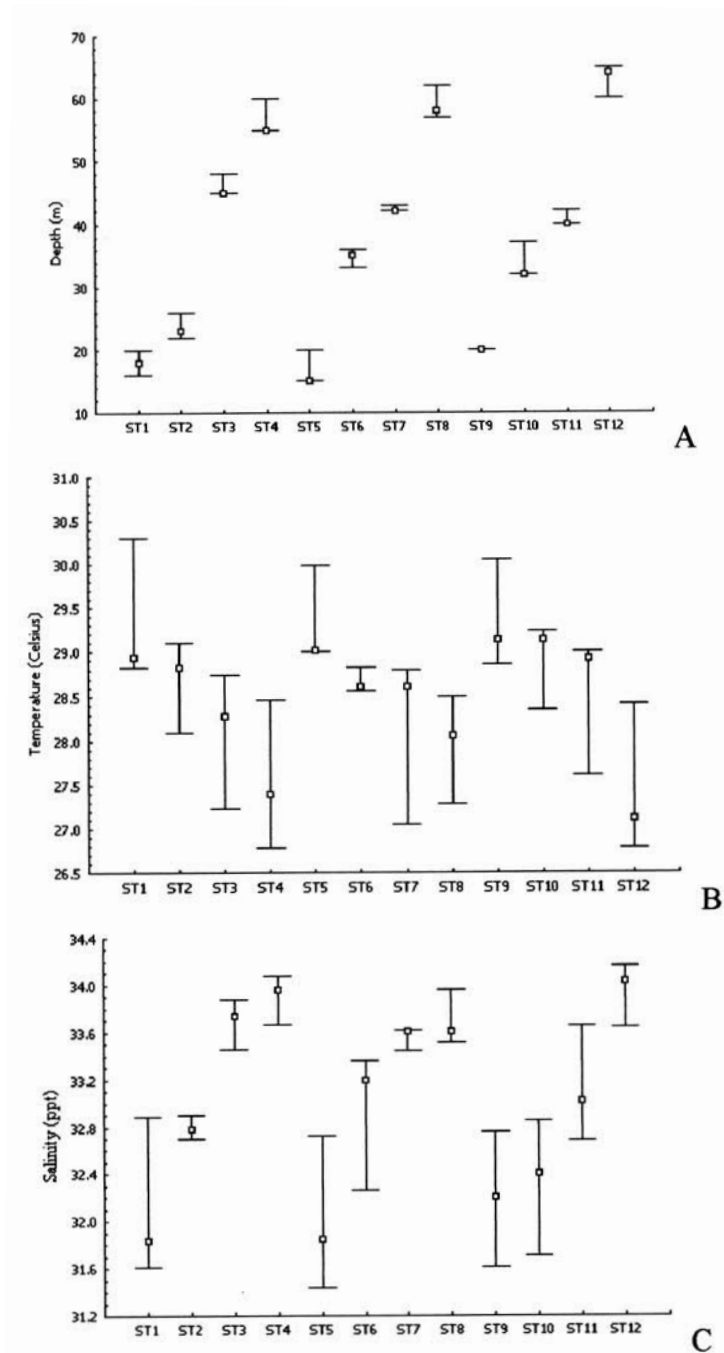 70
60
50
40
30
20
10
Depth (m)
ST1 ST2 ST3 ST4 ST5 ST6 ST7 ST8 ST9 ST10 ST11 ST12
A
31.0
30.5
30.0
29.5
29.0
28.5
28.0
27.5
27.0
26.5
Temperature (Celsius)
ST1 ST2 ST3 ST4 ST5 ST6 ST7 ST8 ST9 ST10 ST11 ST12
B
34.4
34.0
33.6
33.2
32.8
32.4
32.0
31.6
31.2
Salinity (ppt)
ST1 ST2 ST3 ST4 ST5 ST6 ST7 ST8 ST9 ST10 ST11 ST12
C